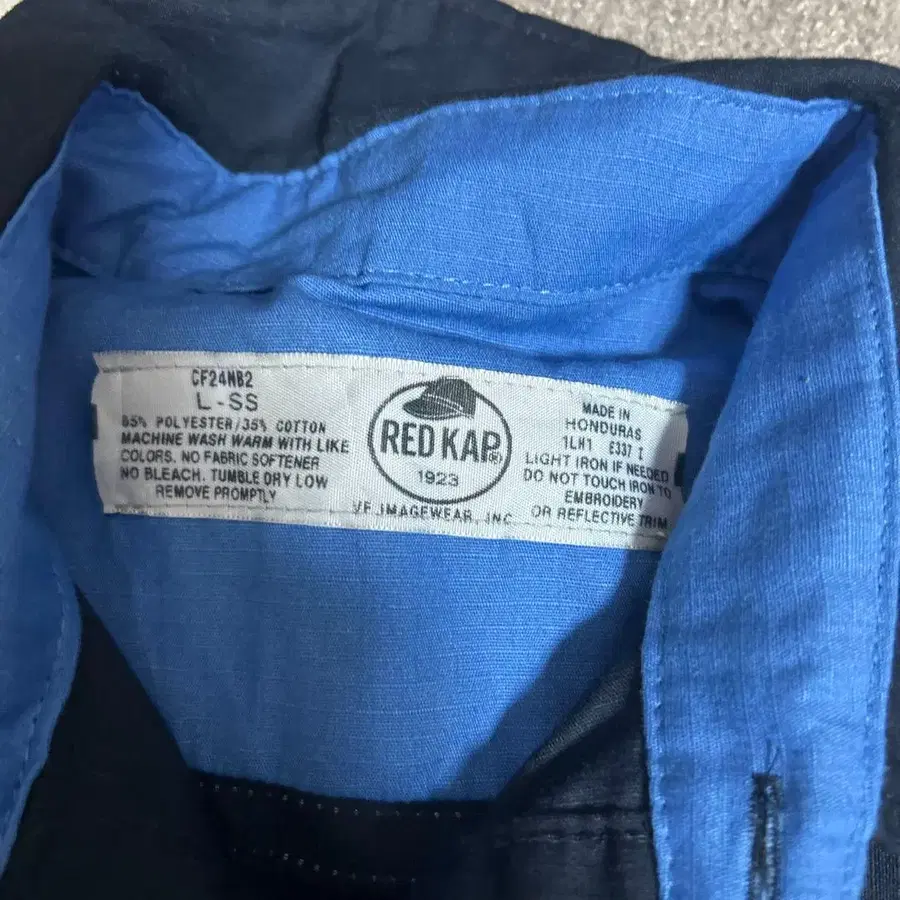 CF24NB2
L-SS
65% POLYESTER/35% COTTON
MACHINE WASH WARM WITH LIKE
COLORS. NO FABRIC SOFTENER
NO BLEACH. TUMBLE DRY LOW
REMOVE PROMPTLY
RED KAP®
1923
VF IMAGEWEAR, INC
MADE IN
HONDURAS
1LH1 E337 I
LIGHT IRON IF NEEDED
DO NOT TOUCH IRON TO
EMBROIDERY
OR REFLECTIVE TRIM